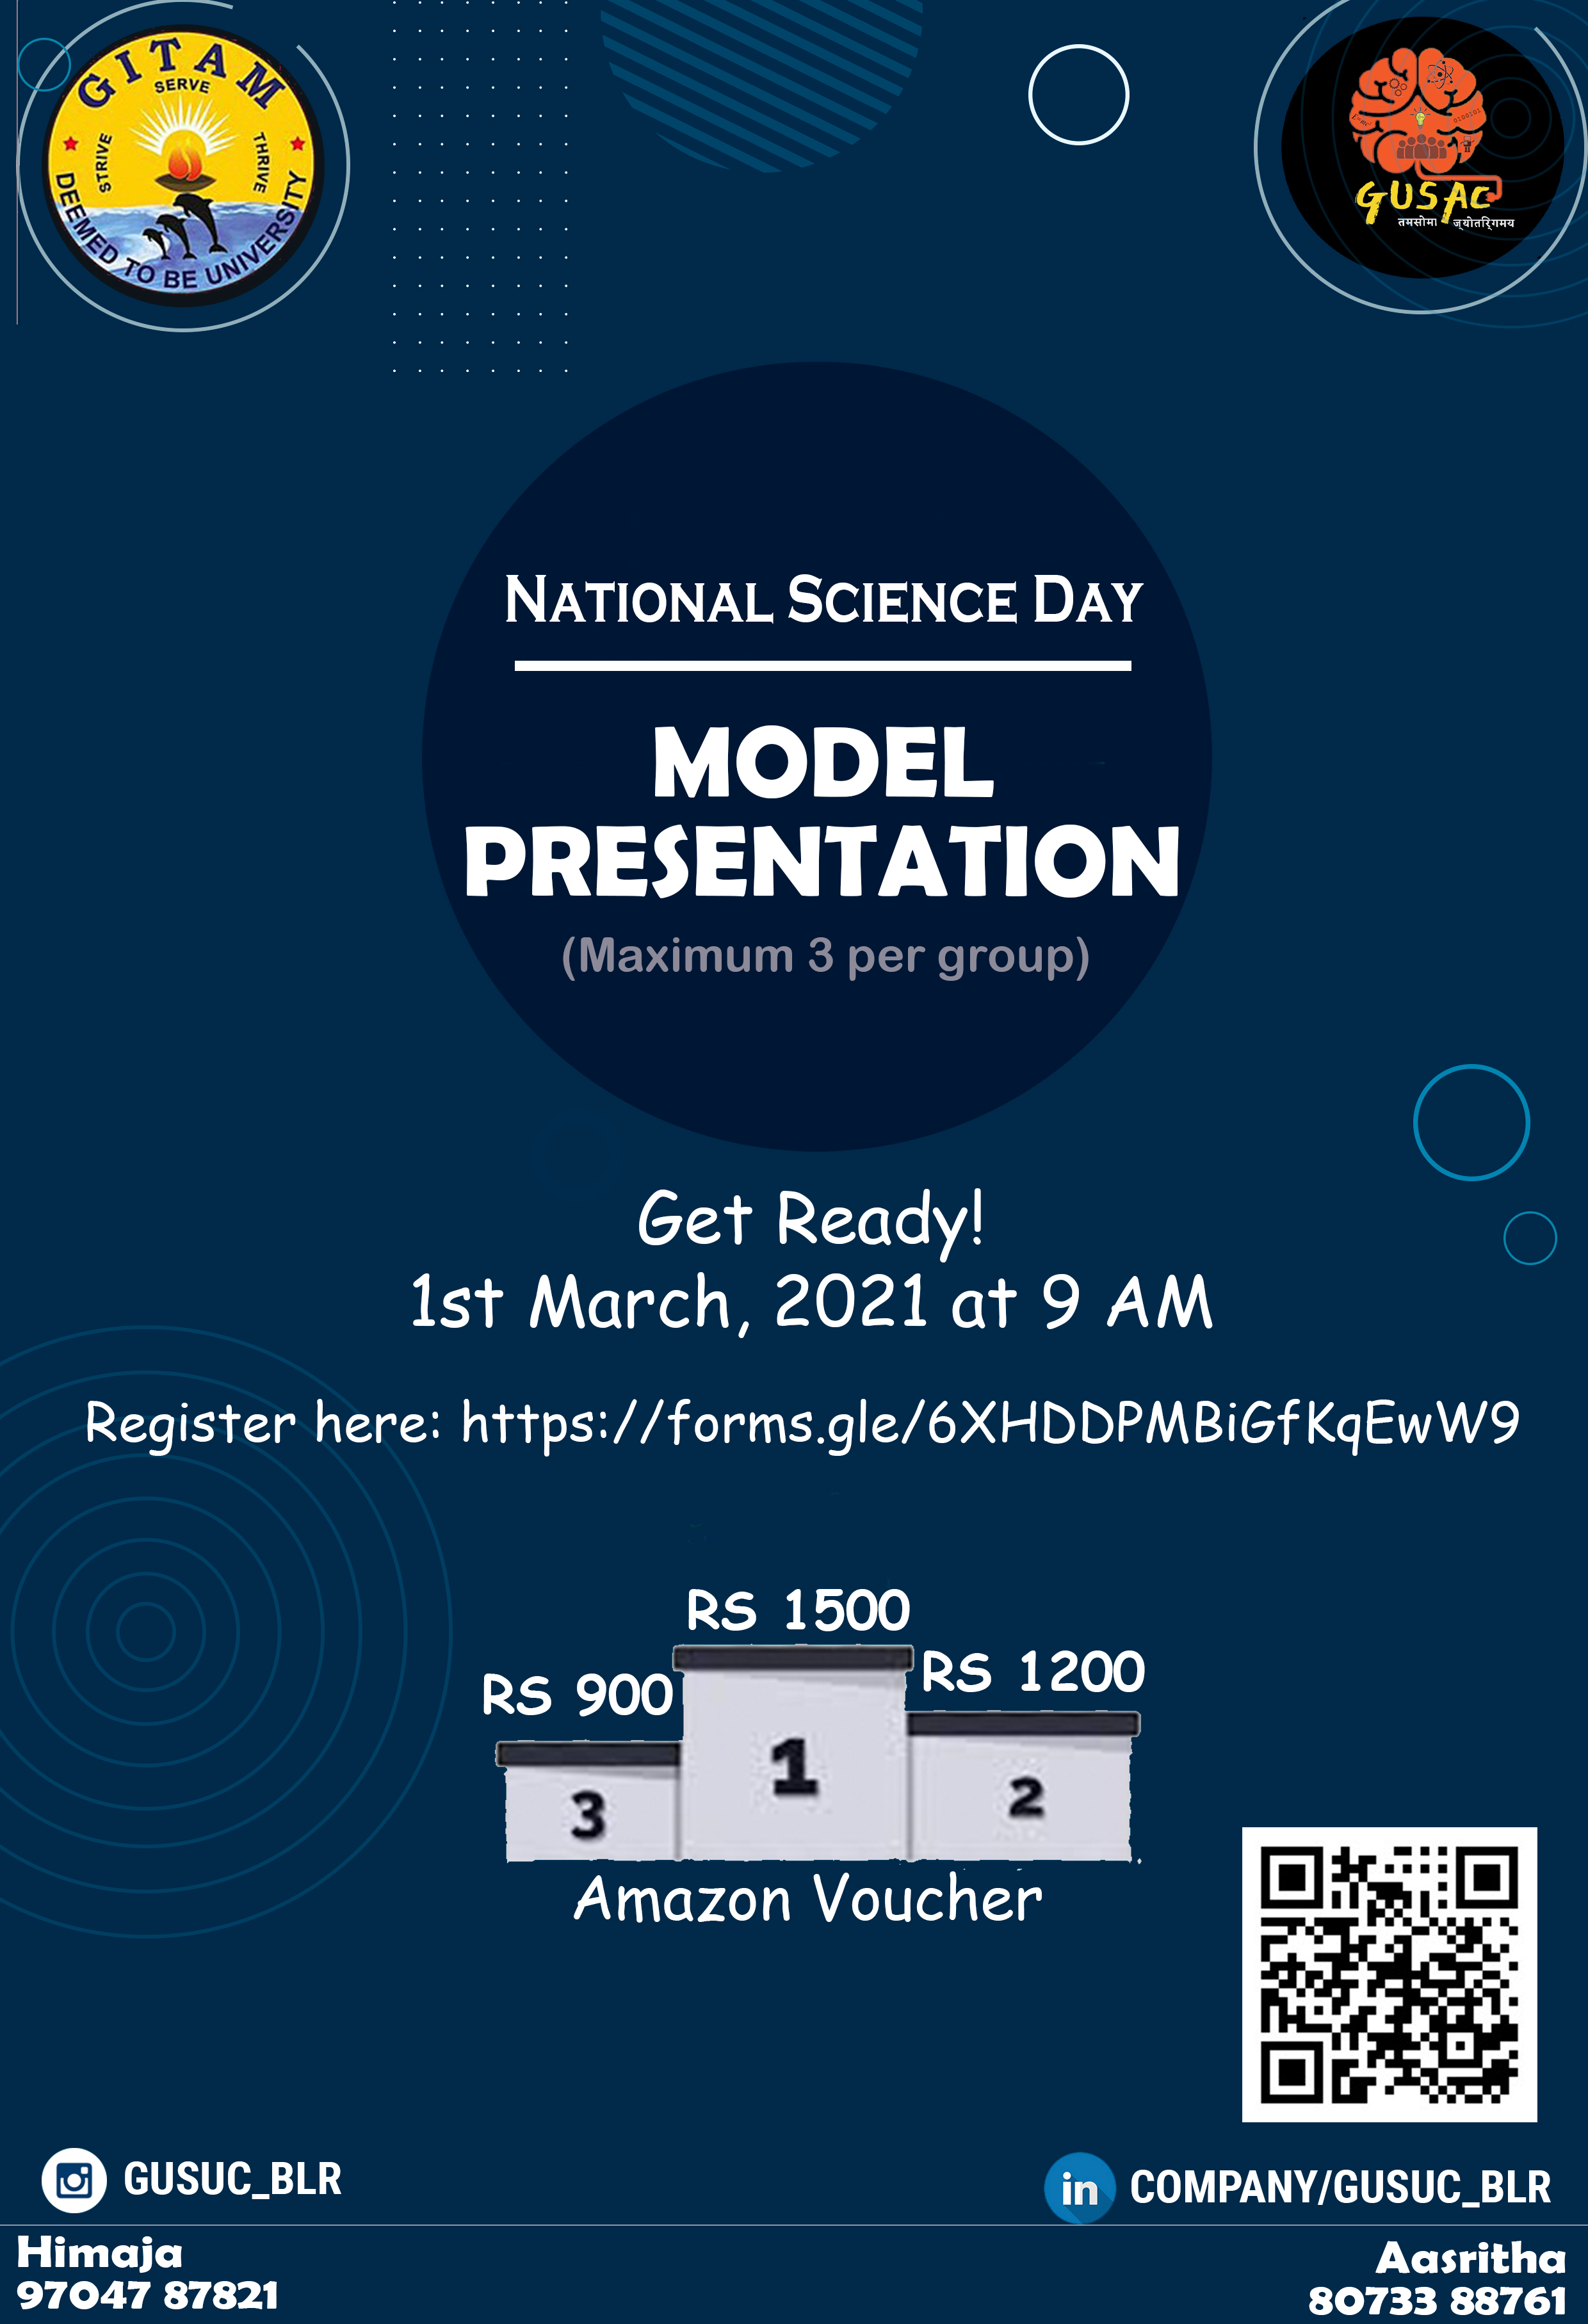 GITAM
SERVE
STRIVE
THRIVE
DEEMED TO BE UNIVERSITY
GUSAC
तमसोमा ज्योतर्िगमय
NATIONAL SCIENCE DAY
MODEL
PRESENTATION
(Maximum 3 per group)
Get Ready!
1st March, 2021 at 9 AM
Register here: https://forms.gle/6XHDDPMBiGfKqEwW9
RS 1500
RS 1200
RS 900
1
2
3
Amazon Voucher
GUSUC_BLR
in COMPANY/GUSUC_BLR
Himaja
97047 87821
Aasritha
80733 88761